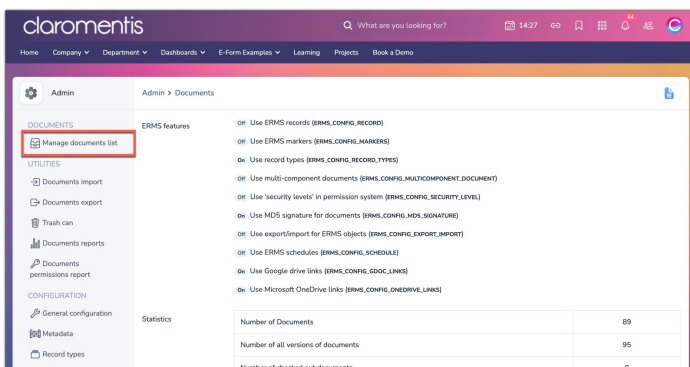 claromentis
What are you looking for?
14:27
44
Home Company Department Dashboards E-Form Examples Learning Projects Book a Demo
Admin
Admin > Documents
DOCUMENTS
Manage documents list
UTILITIES
Documents import
Documents export
Trash can
Documents reports
Documents
permissions report
CONFIGURATION
General configuration
Metadata
Record types
ERMS features
Off Use ERMS records (ERMS_CONFIG_RECORD)
Off Use ERMS markers (ERMS_CONFIG_MARKERS)
On Use record types (ERMS_CONFIG_RECORD_TYPES)
Off Use multi-component documents (ERMS_CONFIG_MULTICOMPONENT_DOCUMENT)
Off Use 'security levels' in permission system (ERMS_CONFIG_SECURITY_LEVEL)
On Use MD5 signature for documents (ERMS_CONFIG_MD5_SIGNATURE)
Off Use export/import for ERMS objects (ERMS_CONFIG_EXPORT_IMPORT)
Off Use ERMS schedules (ERMS_CONFIG_SCHEDULE)
On Use Google drive links (ERMS_CONFIG_GDOC_LINKS)
On Use Microsoft OneDrive links (ERMS_CONFIG_ONEDRIVE_LINKS)
Statistics
Number of Documents 89
Number of all versions of documents 95
Number of checked out documents